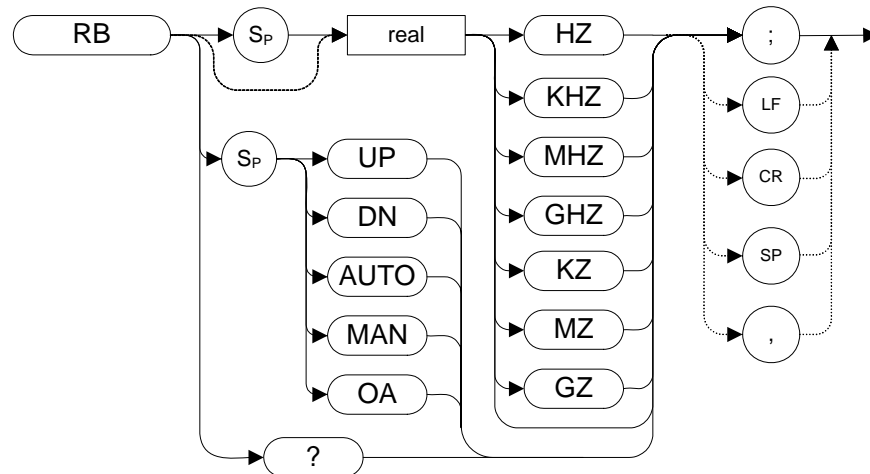 RB
SP
real
HZ
;
KHZ
LF
MHZ
CR
GHZ
SP
KZ
MZ
,
GZ
SP
UP
DN
AUTO
MAN
OA
?